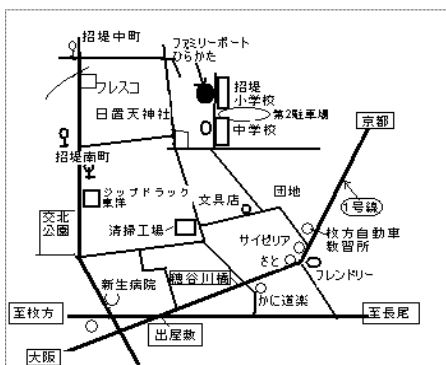 招堤中町
ファミリーポート
ひらかた
フレスコ
招堤
小学校
第2駐車場
日置天神社
中学校
京都
招堤南町
団地
1号線
ジップドラック
東洋
文具店
交北
公園
清掃工場
サイゼリア
枚方自動車
教習所
さと
フレンドリー
新生病院
穂谷川橋
かに道楽
至枚方
至長尾
出屋敷
大阪